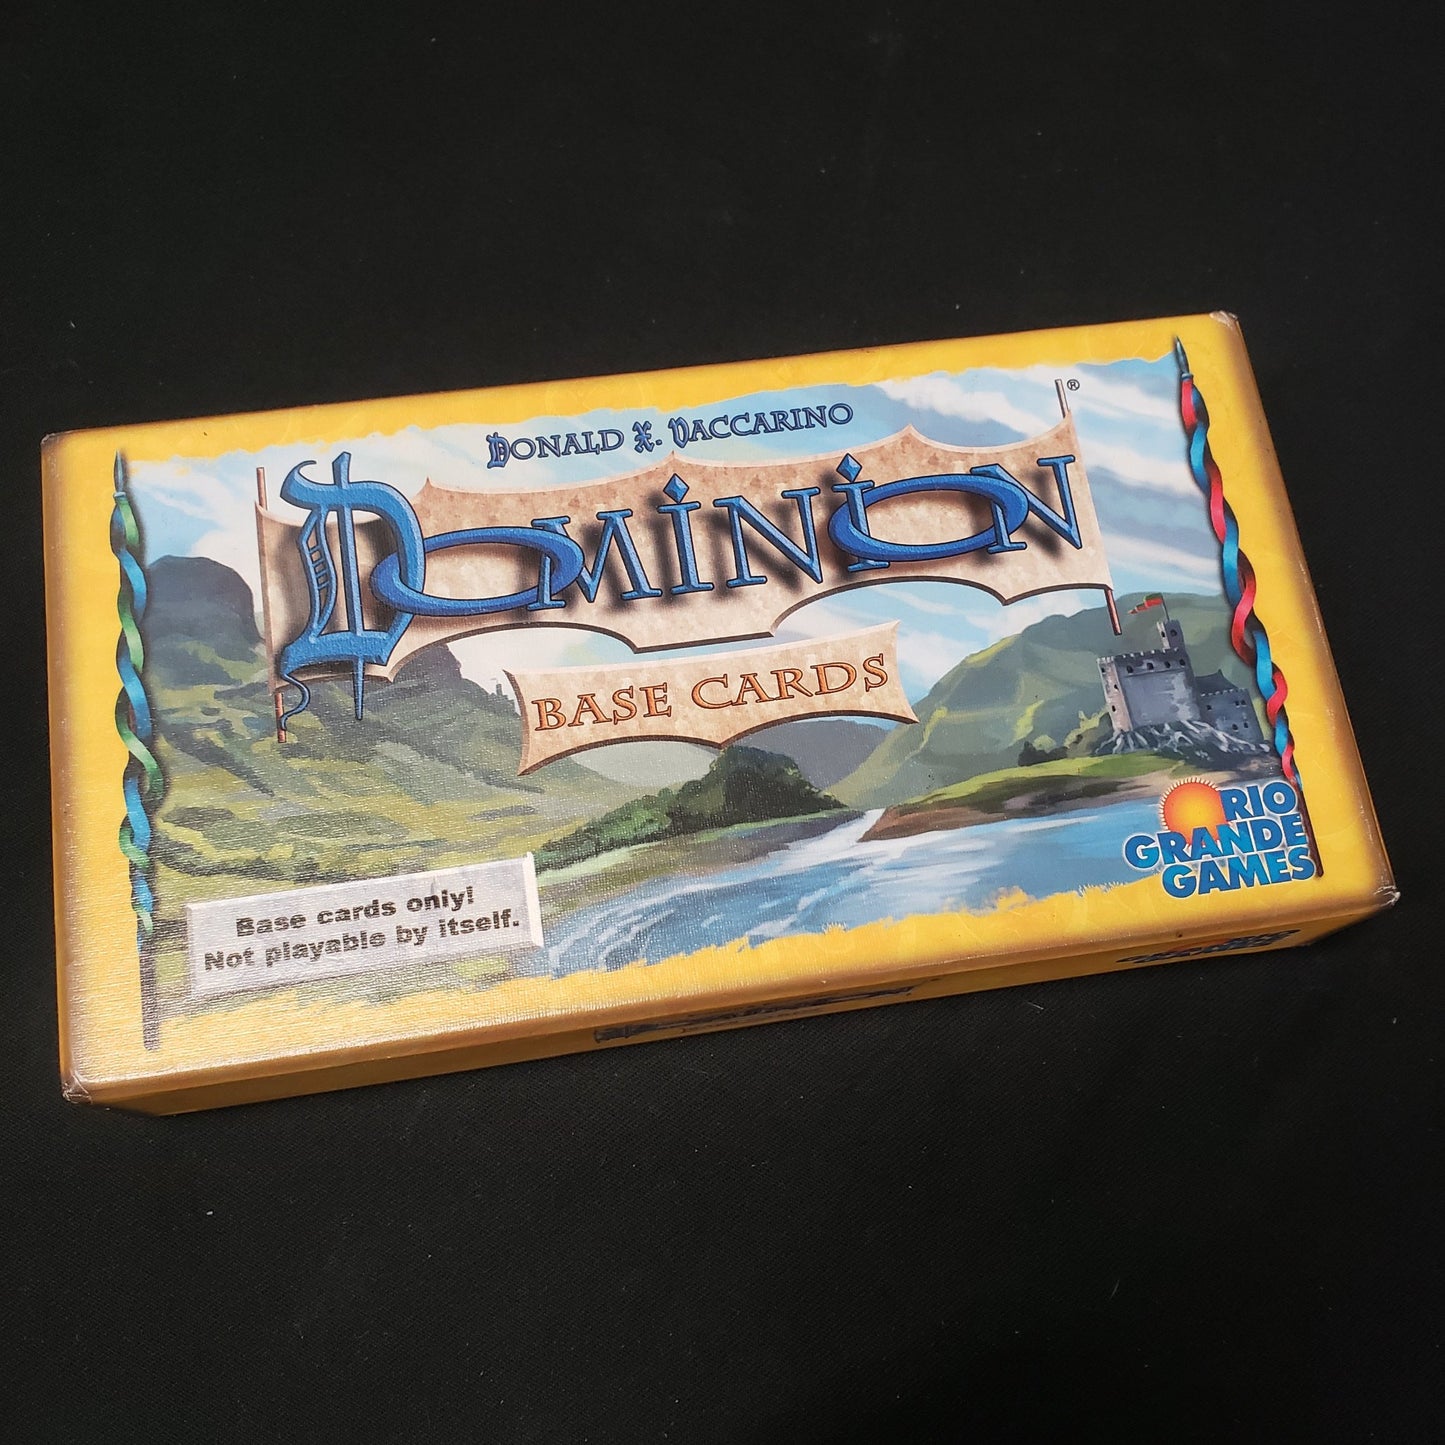 Donald X. Vaccarino
Dominion®
Base Cards
Base cards only!
Not playable by itself.
RIO
GRANDE
GAMES